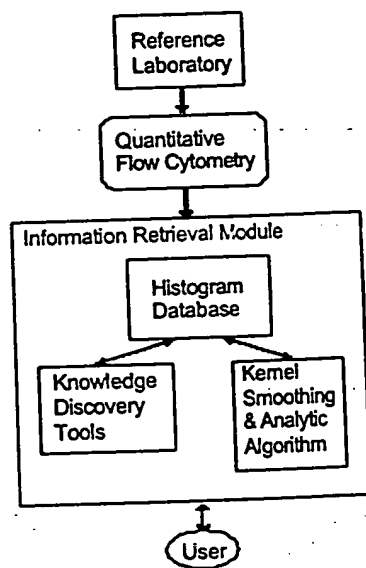 Reference
Laboratory
Quantitative
Flow Cytometry
Information Retrieval Module
Histogram
Database
Knowledge
Discovery
Tools
Kernel
Smoothing
& Analytic
Algorithm
User